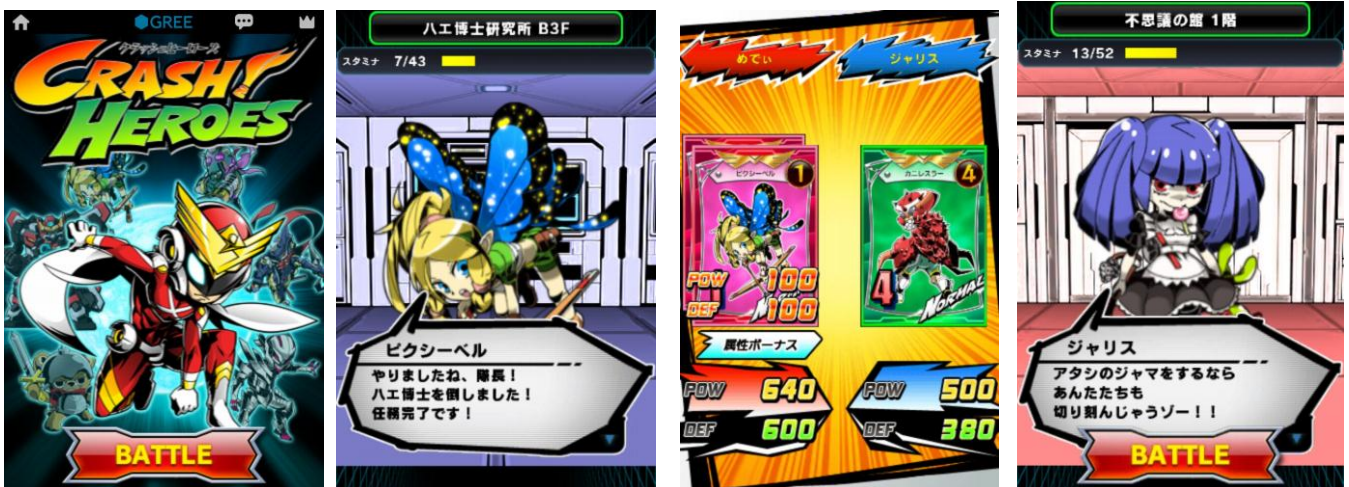 GREE
クラッシュヒーローズ
CRASH!
HEROES
BATTLE
ハエ博士研究所 B3F
スタミナ 7/43
ピクシーベル
やりましたね、隊長!
ハエ博士を倒しました!
任務完了です!
めでぃ
ジャリス
ピクシーベル
1
カニレスラー
4
POW 100
DEF 100
4
NORMAL
属性ボーナス
POW 640
DEF 600
POW 500
DEF 380
不思議の館 1階
スタミナ 13/52
ジャリス
アタシのジャマをするなら
あんたたちも
切り刻んじゃうゾー!!
BATTLE